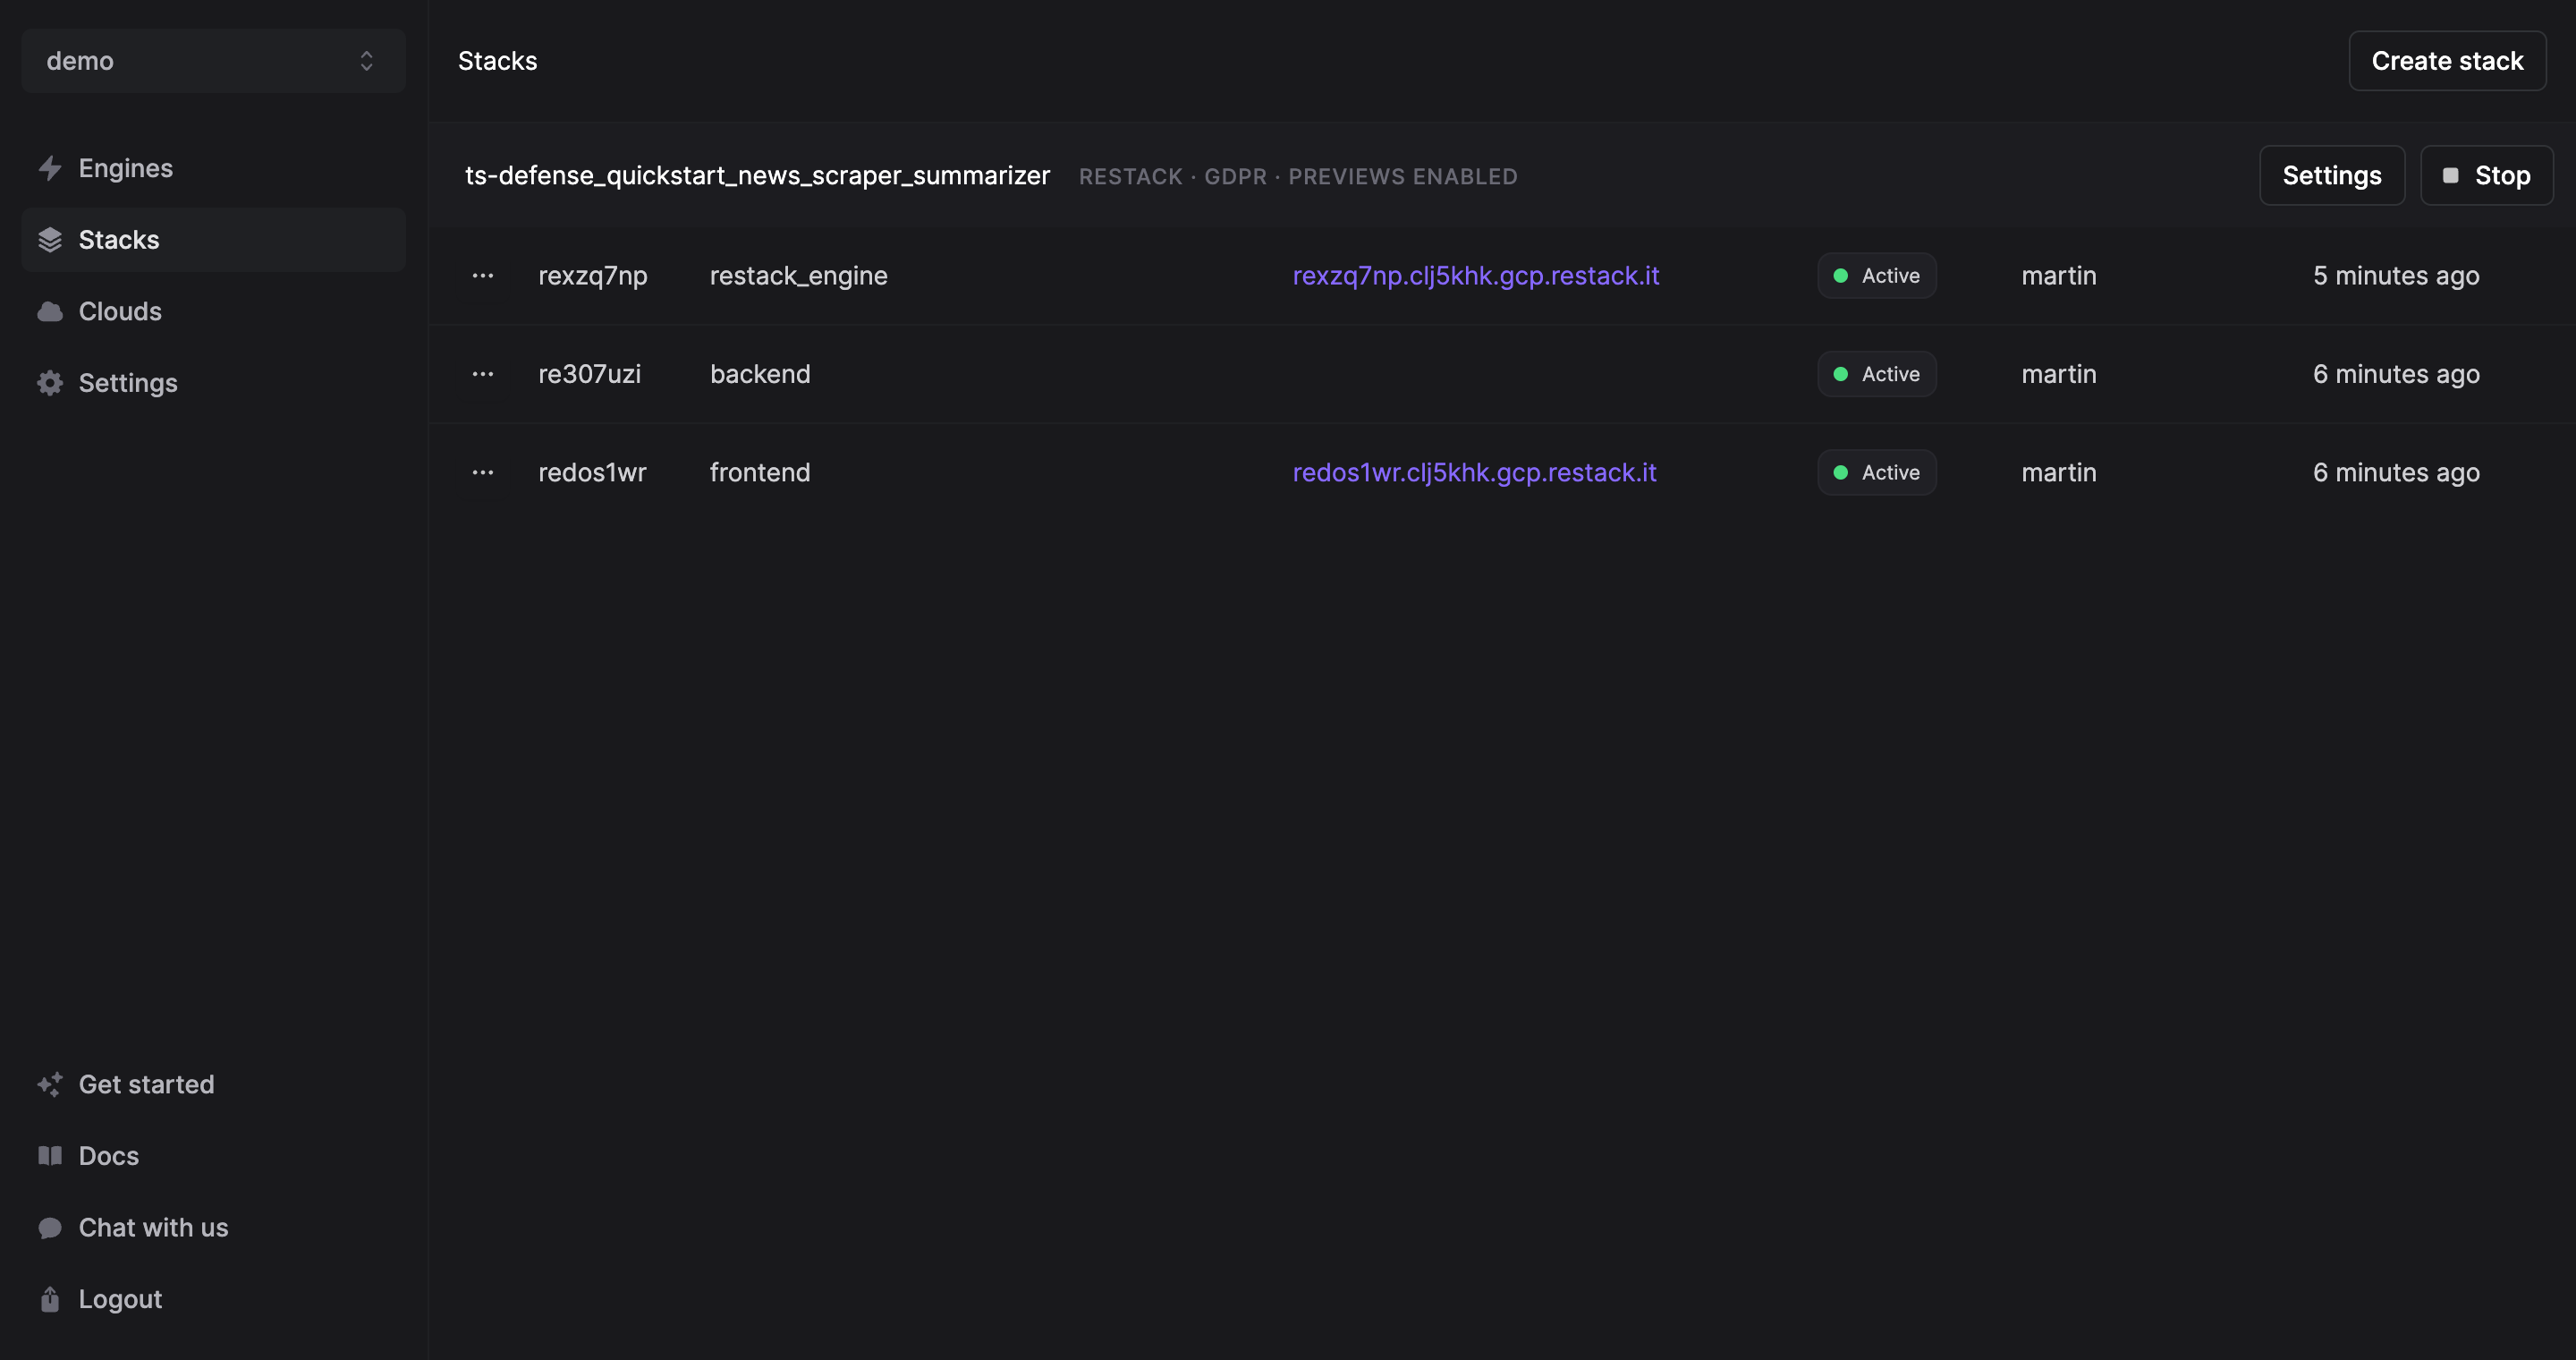 demo
Engines
Stacks
Clouds
Settings
Get started
Docs
Chat with us
Logout
Stacks
Create stack
ts-defense_quickstart_news_scraper_summarizer RESTACK · GDPR · PREVIEWS ENABLED Settings Stop
rexzq7np restack_engine rexzq7np.clj5khk.gcp.restack.it Active martin 5 minutes ago
re307uzi backend Active martin 6 minutes ago
redos1wr frontend redos1wr.clj5khk.gcp.restack.it Active martin 6 minutes ago